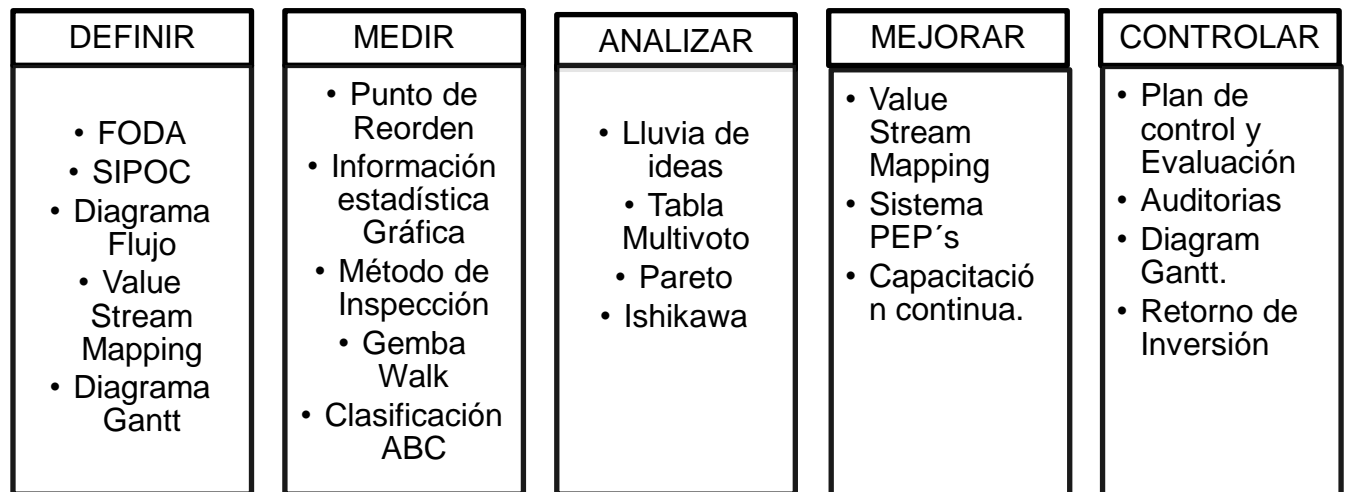 DEFINIR
• FODA
• SIPOC
• Diagrama
Flujo
• Value
Stream
Mapping
• Diagrama
Gantt
MEDIR
• Punto de
Reorden
• Información
estadística
Gráfica
• Método de
Inspección
• Gemba
Walk
• Clasificación
ABC
ANALIZAR
• Lluvia de
ideas
• Tabla
Multivoto
• Pareto
• Ishikawa
MEJORAR
• Value
Stream
Mapping
• Sistema
PEP´s
• Capacitació
n continua.
CONTROLAR
• Plan de
control y
Evaluación
• Auditorias
• Diagram
Gantt.
• Retorno de
Inversión